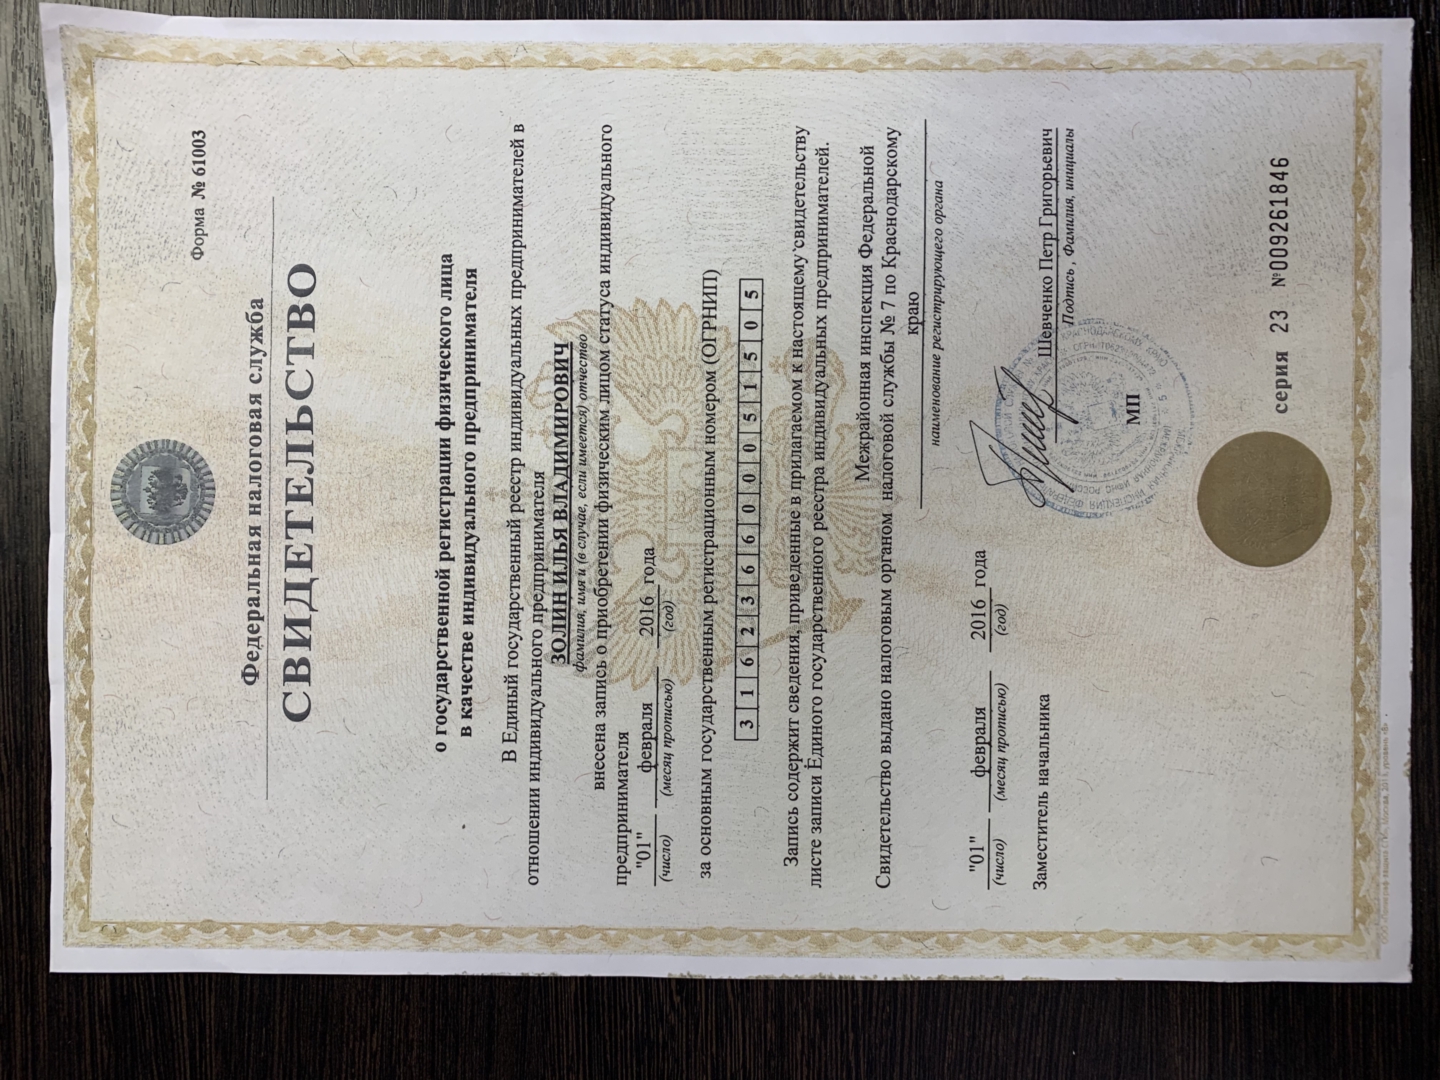 Форма № 61003
Федеральная налоговая служба
СВИДЕТЕЛЬСТВО
о государственной регистрации физического лица
в качестве индивидуального предпринимателя
В Единый государственный реестр индивидуальных предпринимателей в
отношении индивидуального предпринимателя
ЗОЛИН ИЛЬЯ ВЛАДИМИРОВИЧ
фамилия, имя и (в случае, если имеется) отчество
внесена запись о приобретении физическим лицом статуса индивидуального
предпринимателя
"01" февраля 2016 года
(число) (месяц прописью) (год)
за основным государственным регистрационным номером (ОГРНИП)
3 1 6 2 3 6 6 0 0 0 5 1 5 0 5
Запись содержит сведения, приведенные в прилагаемом к настоящему свидетельству
листе записи Единого государственного реестра индивидуальных предпринимателей.
Свидетельство выдано налоговым органом Межрайонная инспекция Федеральной
налоговой службы № 7 по Краснодарскому
краю
наименование регистрирующего органа
"01" февраля 2016 года
(число) (месяц прописью) (год)
Заместитель начальника
Шевченко Петр Григорьевич
Подпись, Фамилия, инициалы
МП
серия 23 №009261846